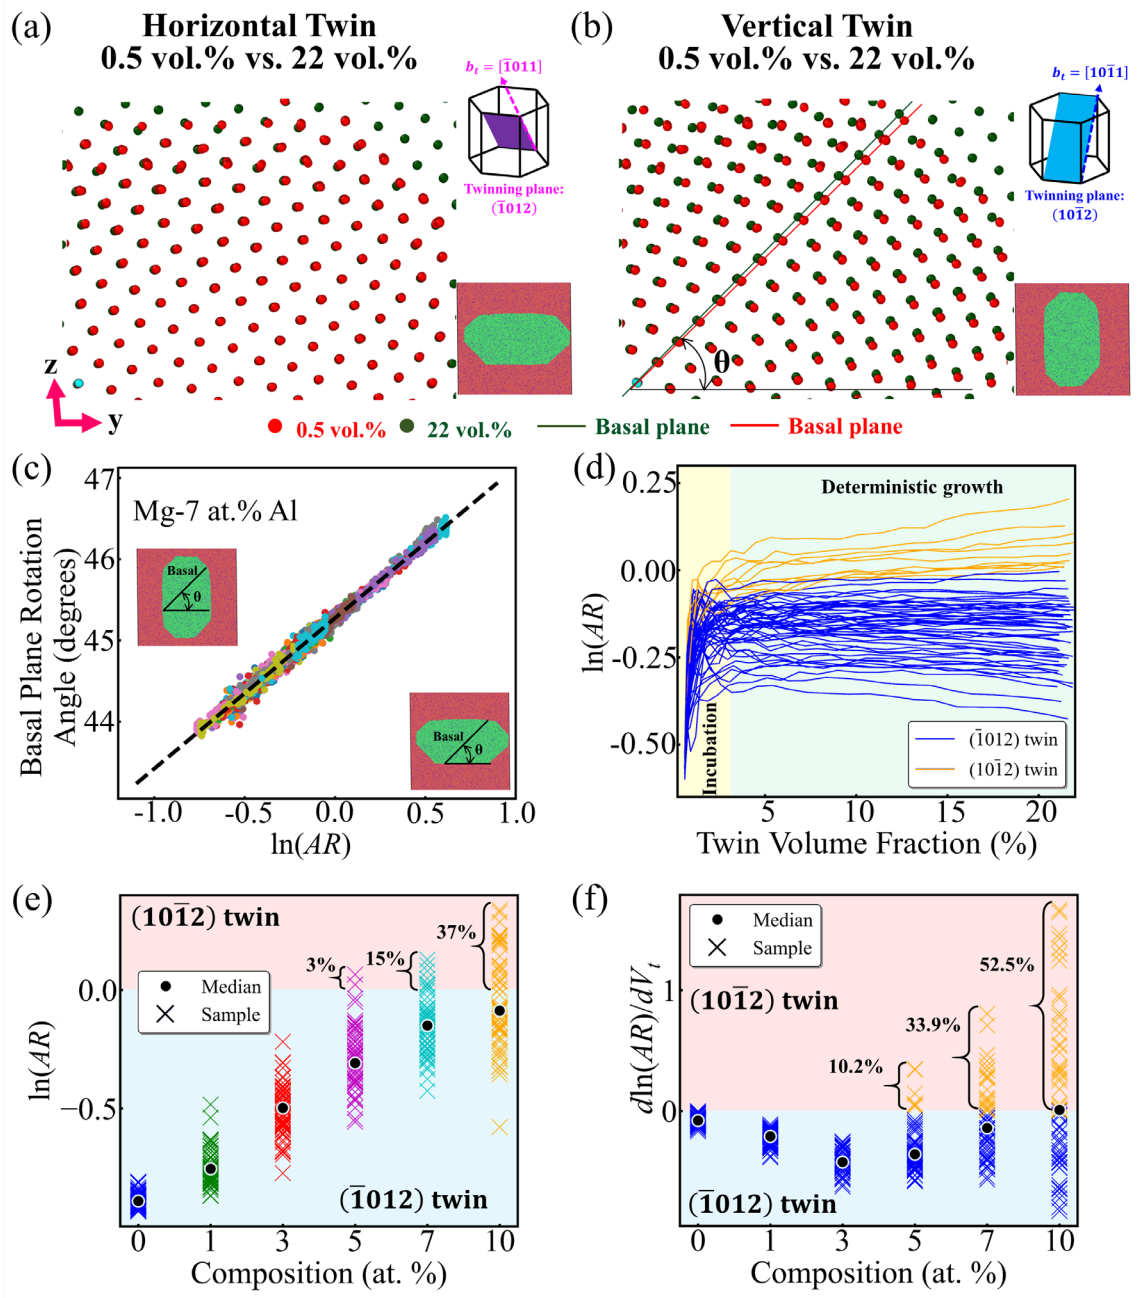 (a)
Horizontal Twin
0.5 vol.% vs. 22 vol.%
b_t = [1̅011]
Twinning plane:
(1̅012)
z
y
(b)
Vertical Twin
0.5 vol.% vs. 22 vol.%
b_t = [101̅1]
Twinning plane:
(101̅2)
θ
0.5 vol.%
22 vol.%
Basal plane
Basal plane
(c)
Basal Plane Rotation
Angle (degrees)
47
46
45
44
Mg-7 at.% Al
Basal
θ
Basal
θ
-1.0
-0.5
0.0
0.5
1.0
ln(AR)
(d)
ln(AR)
0.25
0.00
-0.25
-0.50
Deterministic growth
Incubation
(1̅012) twin
(101̅2) twin
5
10
15
20
Twin Volume Fraction (%)
(e)
ln(AR)
0.0
−0.5
(101̅2) twin
Median
Sample
3%
15%
37%
(1̅012) twin
0
1
3
5
7
10
Composition (at. %)
(f)
dln(AR)/dV_t
1
0
Median
Sample
(101̅2) twin
10.2%
33.9%
52.5%
(1̅012) twin
0
1
3
5
7
10
Composition (at. %)